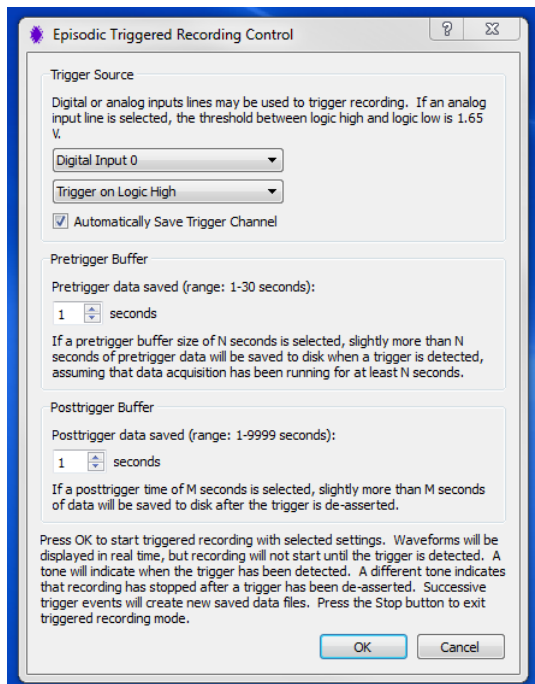 Episodic Triggered Recording Control
Trigger Source
Digital or analog inputs lines may be used to trigger recording. If an analog
input line is selected, the threshold between logic high and logic low is 1.65
V.
Digital Input 0
Trigger on Logic High
Automatically Save Trigger Channel
Pretrigger Buffer
Pretrigger data saved (range: 1-30 seconds):
1 seconds
If a pretrigger buffer size of N seconds is selected, slightly more than N
seconds of pretrigger data will be saved to disk when a trigger is detected,
assuming that data acquisition has been running for at least N seconds.
Posttrigger Buffer
Posttrigger data saved (range: 1-9999 seconds):
1 seconds
If a posttrigger time of M seconds is selected, slightly more than M seconds
of data will be saved to disk after the trigger is de-asserted.
Press OK to start triggered recording with selected settings. Waveforms will be
displayed in real time, but recording will not start until the trigger is detected. A
tone will indicate when the trigger has been detected. A different tone indicates
that recording has stopped after a trigger has been de-asserted. Successive
trigger events will create new saved data files. Press the Stop button to exit
triggered recording mode.
OK Cancel